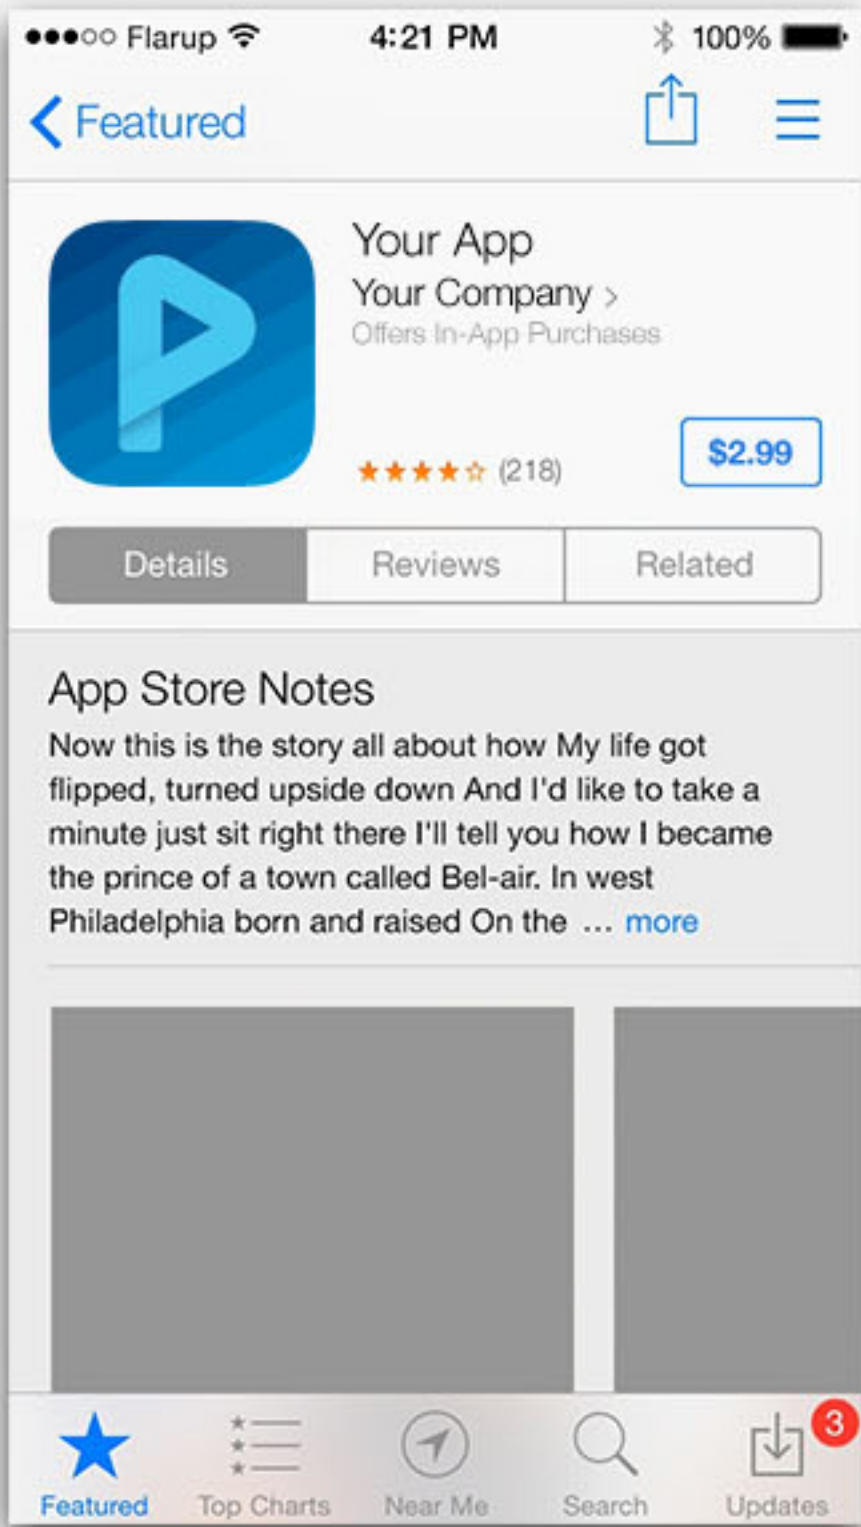 Flarup 4:21 PM 100%
Featured
Your App
Your Company >
Offers In-App Purchases
(218) $2.99
Details Reviews Related
App Store Notes
Now this is the story all about how My life got
flipped, turned upside down And I'd like to take a
minute just sit right there I'll tell you how I became
the prince of a town called Bel-air. In west
Philadelphia born and raised On the ... more
3
Featured Top Charts Near Me Search Updates